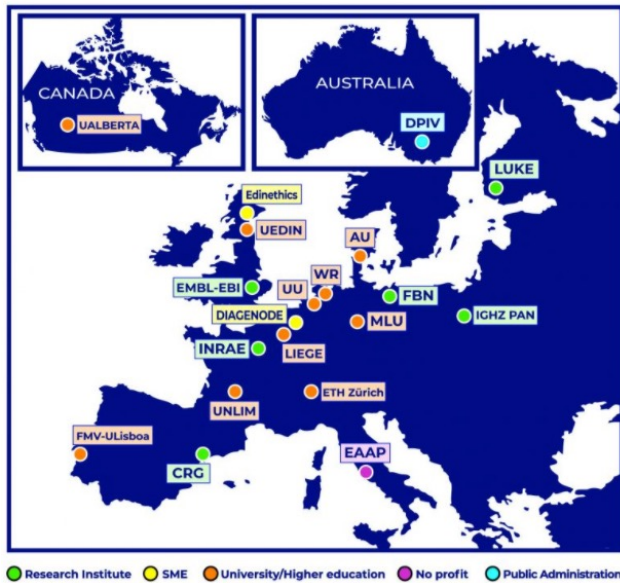 CANADA
UALBERTA
AUSTRALIA
DPIV
LUKE
Edinethics
UEDIN
AU
EMBL-EBI
WR
UU
FBN
DIAGENODE
MLU
IGHZ PAN
INRAE
LIEGE
UNLIM
ETH Zürich
FMV-ULisboa
CRG
EAAP
Research Institute
SME
University/Higher education
No profit
Public Administration